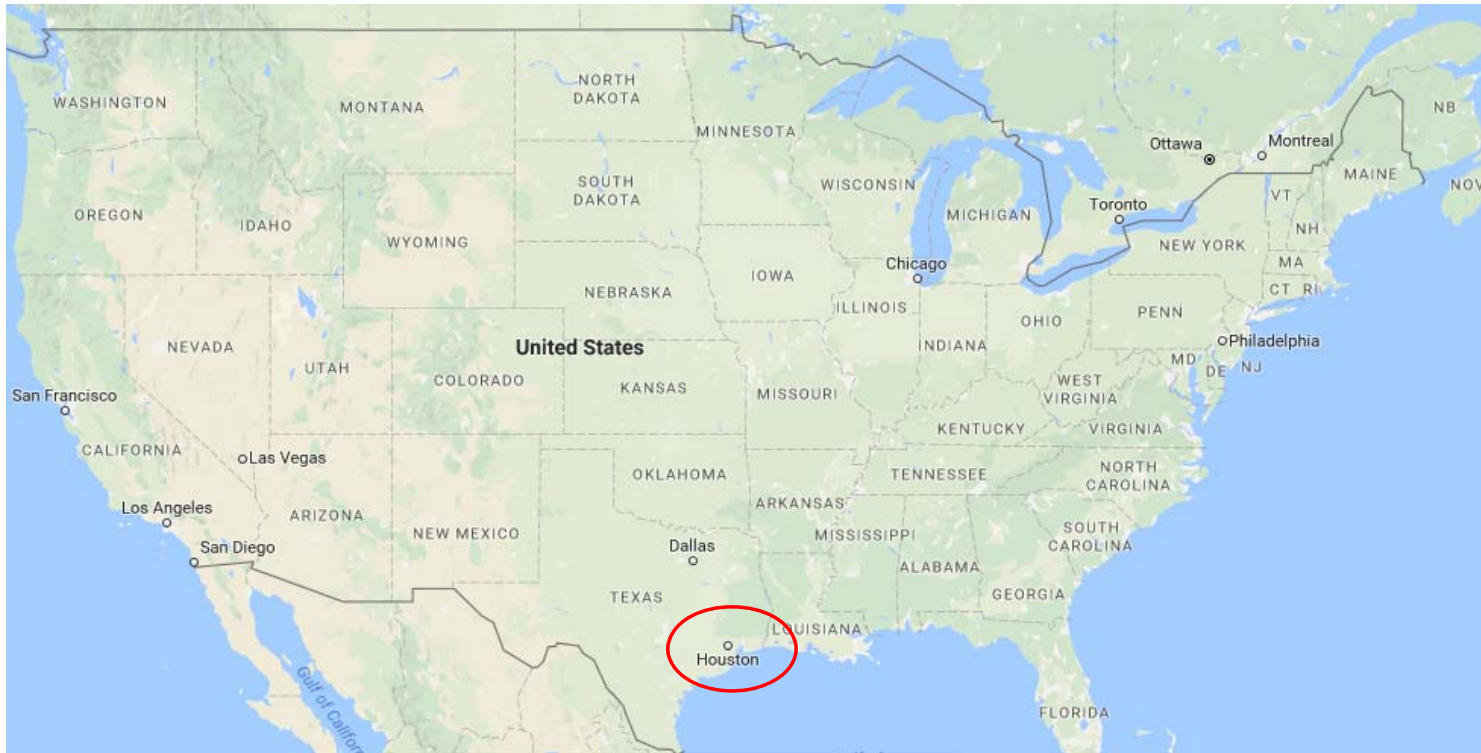 WASHINGTON
MONTANA
NORTH
DAKOTA
MINNESOTA
Ottawa
Montreal
NB
MAINE
NOV
OREGON
IDAHO
WYOMING
SOUTH
DAKOTA
WISCONSIN
MICHIGAN
Toronto
VT
NH
NEW YORK
MA
CT
RI
NEVADA
UTAH
COLORADO
NEBRASKA
IOWA
Chicago
ILLINOIS
INDIANA
OHIO
PENN
Philadelphia
MD
DE
NJ
United States
San Francisco
CALIFORNIA
Las Vegas
KANSAS
MISSOURI
KENTUCKY
WEST
VIRGINIA
VIRGINIA
Los Angeles
San Diego
ARIZONA
NEW MEXICO
OKLAHOMA
ARKANSAS
TENNESSEE
NORTH
CAROLINA
Dallas
TEXAS
Houston
LOUISIANA
MISSISSIPPI
ALABAMA
GEORGIA
SOUTH
CAROLINA
FLORIDA
Gulf of Californ